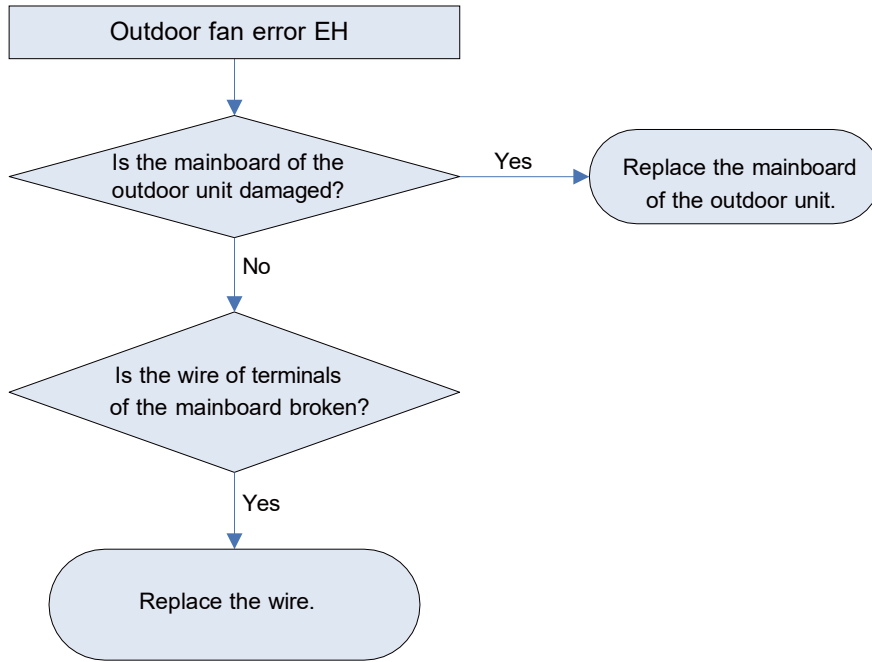 Outdoor fan error EH
Is the mainboard of the
outdoor unit damaged?
Yes
Replace the mainboard
of the outdoor unit.
No
Is the wire of terminals
of the mainboard broken?
Yes
Replace the wire.